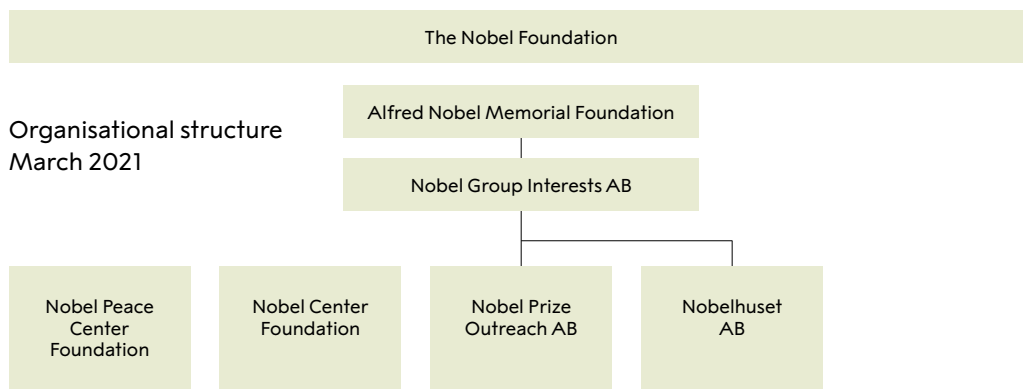 The Nobel Foundation
Alfred Nobel Memorial Foundation
Organisational structure
March 2021
Nobel Group Interests AB
Nobel Peace
Center
Foundation
Nobel Center
Foundation
Nobel Prize
Outreach AB
Nobelhuset
AB